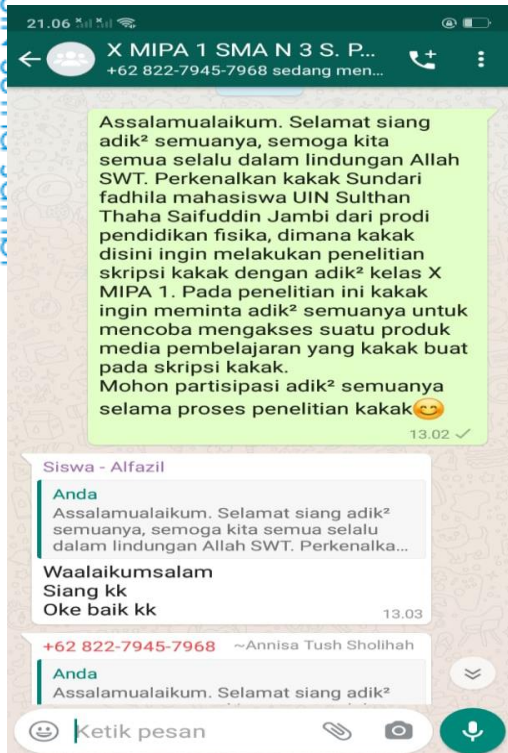 21.06
X MIPA 1 SMA N 3 S. P...
+62 822-7945-7968 sedang men...
Assalamualaikum. Selamat siang
adik² semuanya, semoga kita
semua selalu dalam lindungan Allah
SWT. Perkenalkan kakak Sundari
fadhila mahasiswa UIN Sulthan
Thaha Saifuddin Jambi dari prodi
pendidikan fisika, dimana kakak
disini ingin melakukan penelitian
skripsi kakak dengan adik² kelas X
MIPA 1. Pada penelitian ini kakak
ingin meminta adik² semuanya untuk
mencoba mengakses suatu produk
media pembelajaran yang kakak buat
pada skripsi kakak.
Mohon partisipasi adik² semuanya
selama proses penelitian kakak😊
13.02
Siswa - Alfazil
Anda
Assalamualaikum. Selamat siang adik²
semuanya, semoga kita semua selalu
dalam lindungan Allah SWT. Perkenalka...
Waalaikumsalam
Siang kk
Oke baik kk
13.03
+62 822-7945-7968 ~Annisa Tush Sholihah
Anda
Assalamualaikum. Selamat siang adik²
Ketik pesan